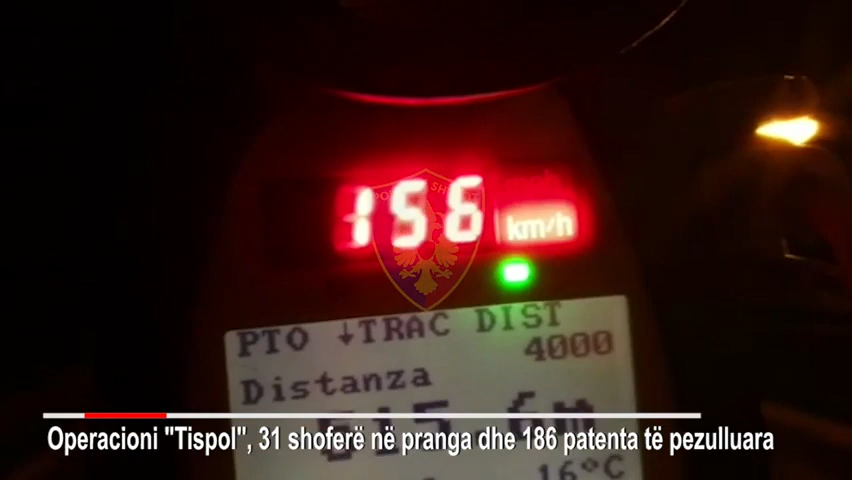 156
km/h
PTO ↓TRAC DIST
4000
Distanza
Operacioni "Tispol", 31 shoferë në pranga dhe 186 patenta të pezulluara
16°C